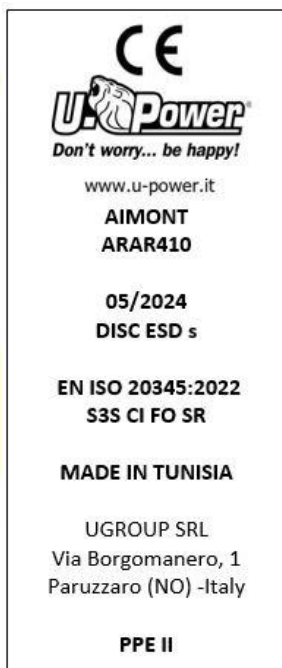 CE
U-Power®
Don't worry... be happy!
www.u-power.it
AIMONT
ARAR410
05/2024
DISC ESD s
EN ISO 20345:2022
S3S CI FO SR
MADE IN TUNISIA
UGROUP SRL
Via Borgomanero, 1
Paruzzaro (NO) -Italy
PPE II